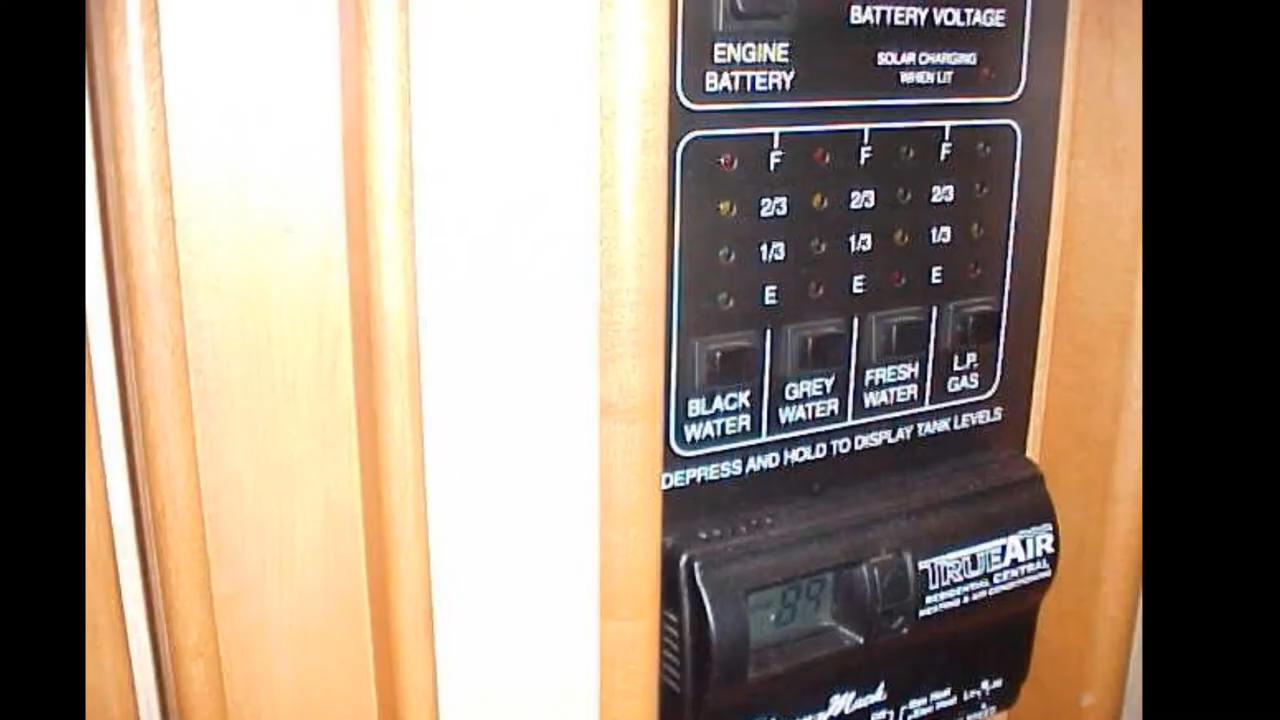 BATTERY VOLTAGE
ENGINE
BATTERY
SOLAR CHARGING
WHEN LIT
F F F
2/3 2/3 2/3
1/3 1/3 1/3
E E E
BLACK
WATER
GREY
WATER
FRESH
WATER
L.P.
GAS
DEPRESS AND HOLD TO DISPLAY TANK LEVELS
TRUEAIR
RESIDENTIAL CENTRAL
HEATING & AIR CONDITIONING
89
Mack